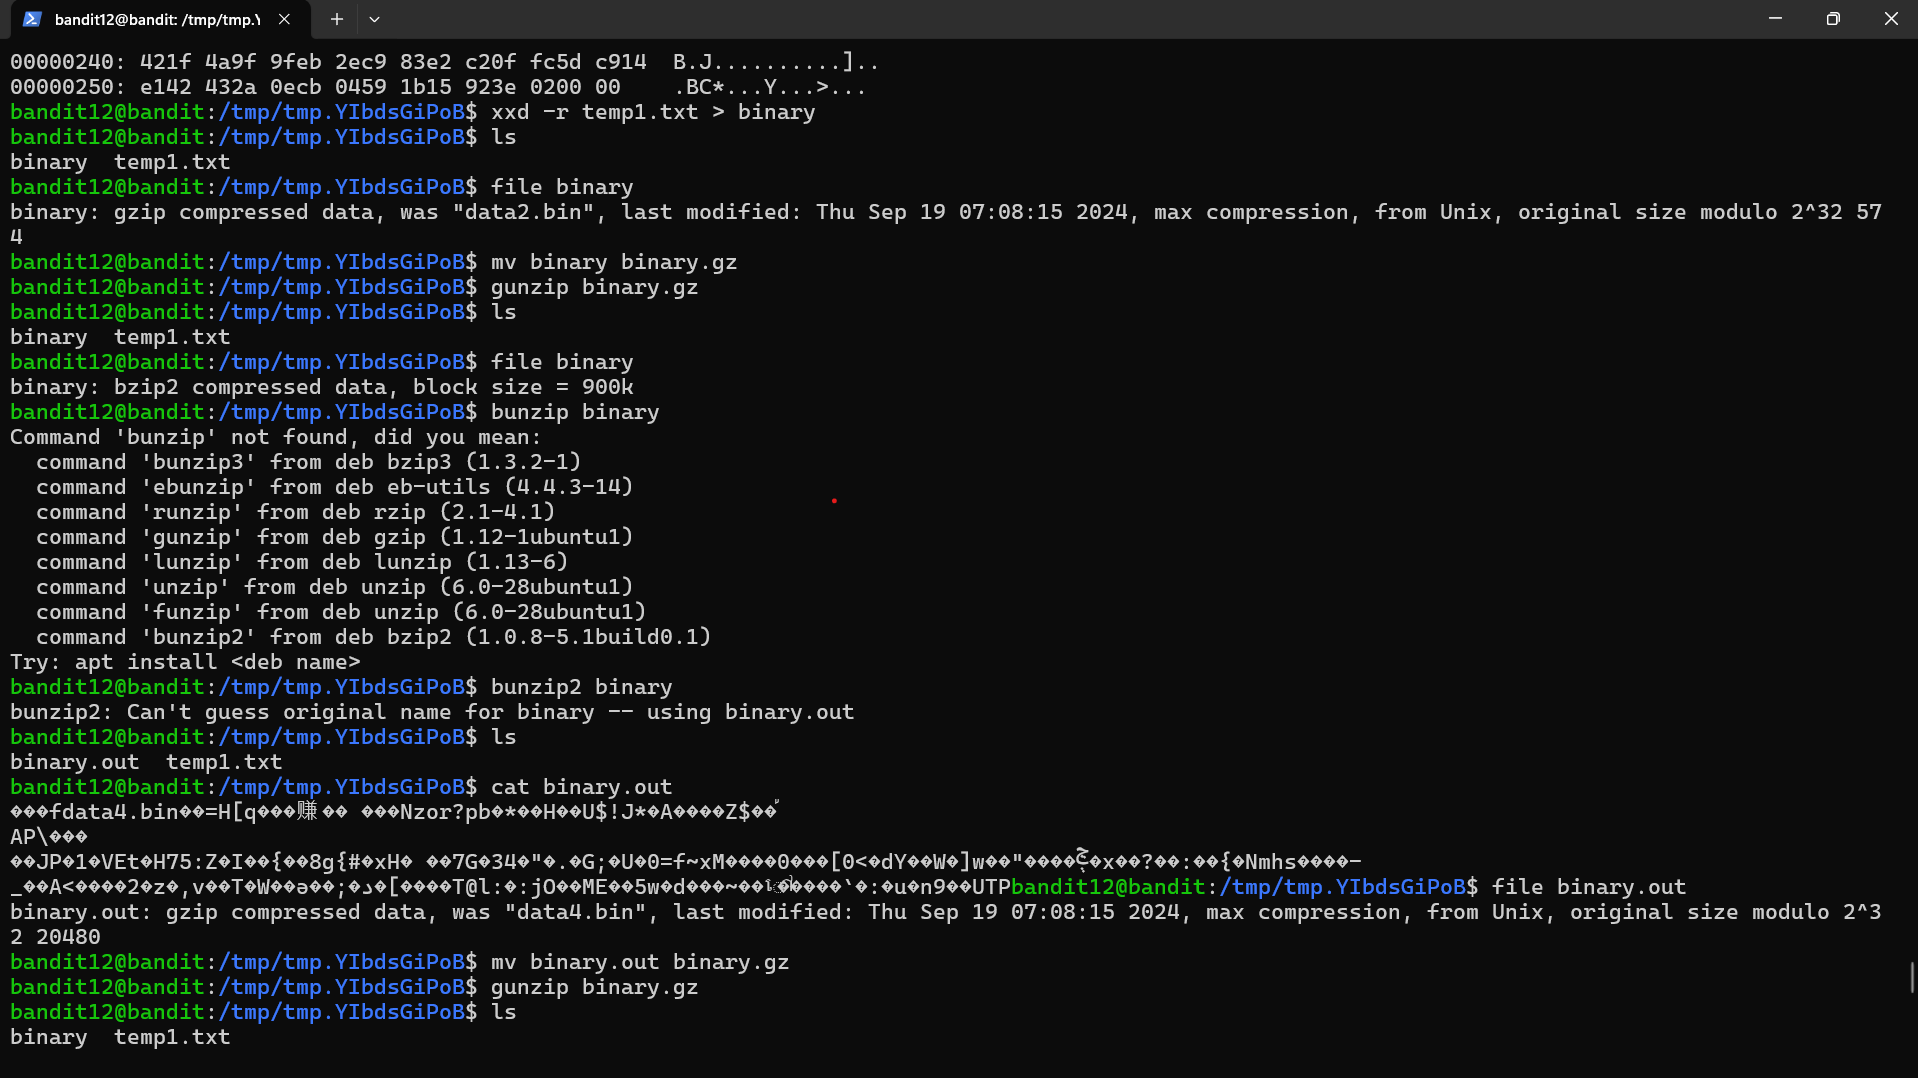 bandit12@bandit: /tmp/tmp.Y
00000240: 421f 4a9f 9feb 2ec9 83e2 c20f fc5d c914  B.J..........]..
00000250: e142 432a 0ecb 0459 1b15 923e 0200 00    .BC*...Y...>...
bandit12@bandit:/tmp/tmp.YIbdsGiPoB$ xxd -r temp1.txt > binary
bandit12@bandit:/tmp/tmp.YIbdsGiPoB$ ls
binary  temp1.txt
bandit12@bandit:/tmp/tmp.YIbdsGiPoB$ file binary
binary: gzip compressed data, was "data2.bin", last modified: Thu Sep 19 07:08:15 2024, max compression, from Unix, original size modulo 2^32 57
4
bandit12@bandit:/tmp/tmp.YIbdsGiPoB$ mv binary binary.gz
bandit12@bandit:/tmp/tmp.YIbdsGiPoB$ gunzip binary.gz
bandit12@bandit:/tmp/tmp.YIbdsGiPoB$ ls
binary  temp1.txt
bandit12@bandit:/tmp/tmp.YIbdsGiPoB$ file binary
binary: bzip2 compressed data, block size = 900k
bandit12@bandit:/tmp/tmp.YIbdsGiPoB$ bunzip binary
Command 'bunzip' not found, did you mean:
  command 'bunzip3' from deb bzip3 (1.3.2-1)
  command 'ebunzip' from deb eb-utils (4.4.3-14)
  command 'runzip' from deb rzip (2.1-4.1)
  command 'gunzip' from deb gzip (1.12-1ubuntu1)
  command 'lunzip' from deb lunzip (1.13-6)
  command 'unzip' from deb unzip (6.0-28ubuntu1)
  command 'funzip' from deb unzip (6.0-28ubuntu1)
  command 'bunzip2' from deb bzip2 (1.0.8-5.1build0.1)
Try: apt install <deb name>
bandit12@bandit:/tmp/tmp.YIbdsGiPoB$ bunzip2 binary
bunzip2: Can't guess original name for binary -- using binary.out
bandit12@bandit:/tmp/tmp.YIbdsGiPoB$ ls
binary.out  temp1.txt
bandit12@bandit:/tmp/tmp.YIbdsGiPoB$ cat binary.out
���fdata4.bin��=H[q���赚�� ���Nzor?pb�*��H��U$!J*�A����Z$��
AP\���
��JP�1�VEt�H75:Z�I��{��8g{#�xH� ��7G�34�"�.�G;�U�0=f~xM����0���[0<�dY��W�]w��"����x��?��:��{�Nmhs����-
_��A<����2�z�,v��T�W��ə��;�د�[����T@l:�:jO��ME��5w�d���~�� ����`�:�u�n9��UTPbandit12@bandit:/tmp/tmp.YIbdsGiPoB$ file binary.out
binary.out: gzip compressed data, was "data4.bin", last modified: Thu Sep 19 07:08:15 2024, max compression, from Unix, original size modulo 2^3
2 20480
bandit12@bandit:/tmp/tmp.YIbdsGiPoB$ mv binary.out binary.gz
bandit12@bandit:/tmp/tmp.YIbdsGiPoB$ gunzip binary.gz
bandit12@bandit:/tmp/tmp.YIbdsGiPoB$ ls
binary  temp1.txt